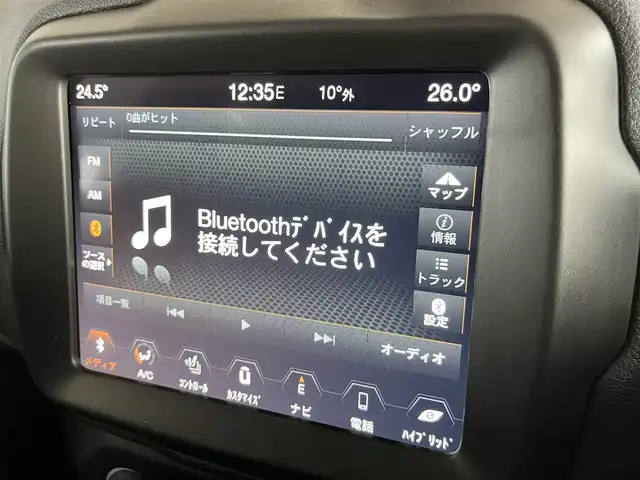 24.5°
12:35E
10°外
26.0°
リピート
0曲がヒット
シャッフル
FM
AM
ソース
の選択
Bluetoothﾃﾞﾊﾞｲｽを
接続してください
マップ
情報
トラック
設定
項目一覧
オーディオ
メディア
A/C
ｺﾝﾄﾛｰﾙ
ｶｽﾀﾏｲｽﾞ
E
ナビ
電話
ﾊｲﾌﾞﾘｯﾄﾞ